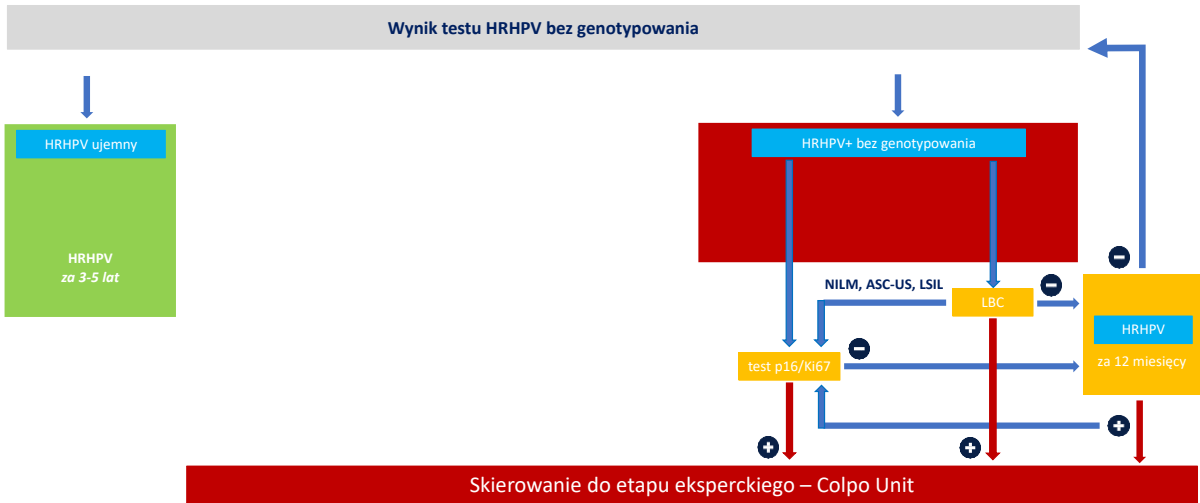 Wynik testu HRHPV bez genotypowania
HRHPV ujemny
HRHPV
za 3-5 lat
HRHPV+ bez genotypowania
NILM, ASC-US, LSIL
LBC
HRHPV
za 12 miesięcy
test p16/Ki67
Skierowanie do etapu eksperckiego – Colpo Unit